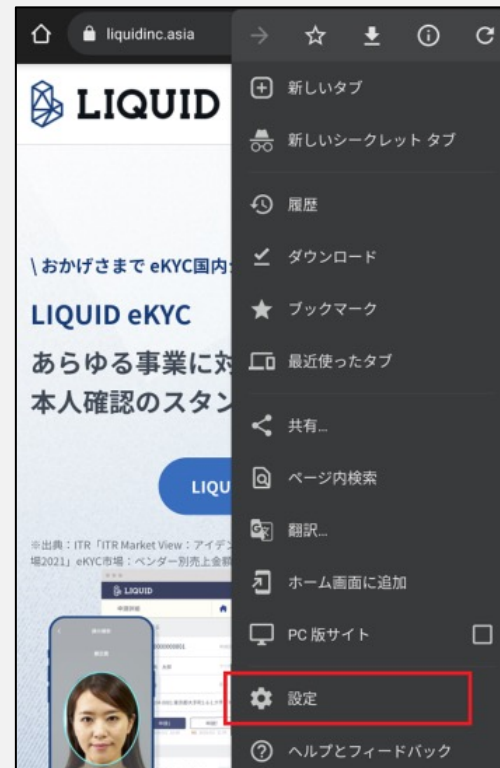 liquidinc.asia
LIQUID
\ おかげさまで eKYC国内
LIQUID eKYC
あらゆる事業に対
本人確認のスタン
LIQU
※出典：ITR「ITR Market View：アイデン
場2021」eKYC市場：ベンダー別売上金額
LIQUID
新しいタブ
新しいシークレット タブ
履歴
ダウンロード
ブックマーク
最近使ったタブ
共有...
ページ内検索
翻訳...
ホーム画面に追加
PC 版サイト
設定
ヘルプとフィードバック